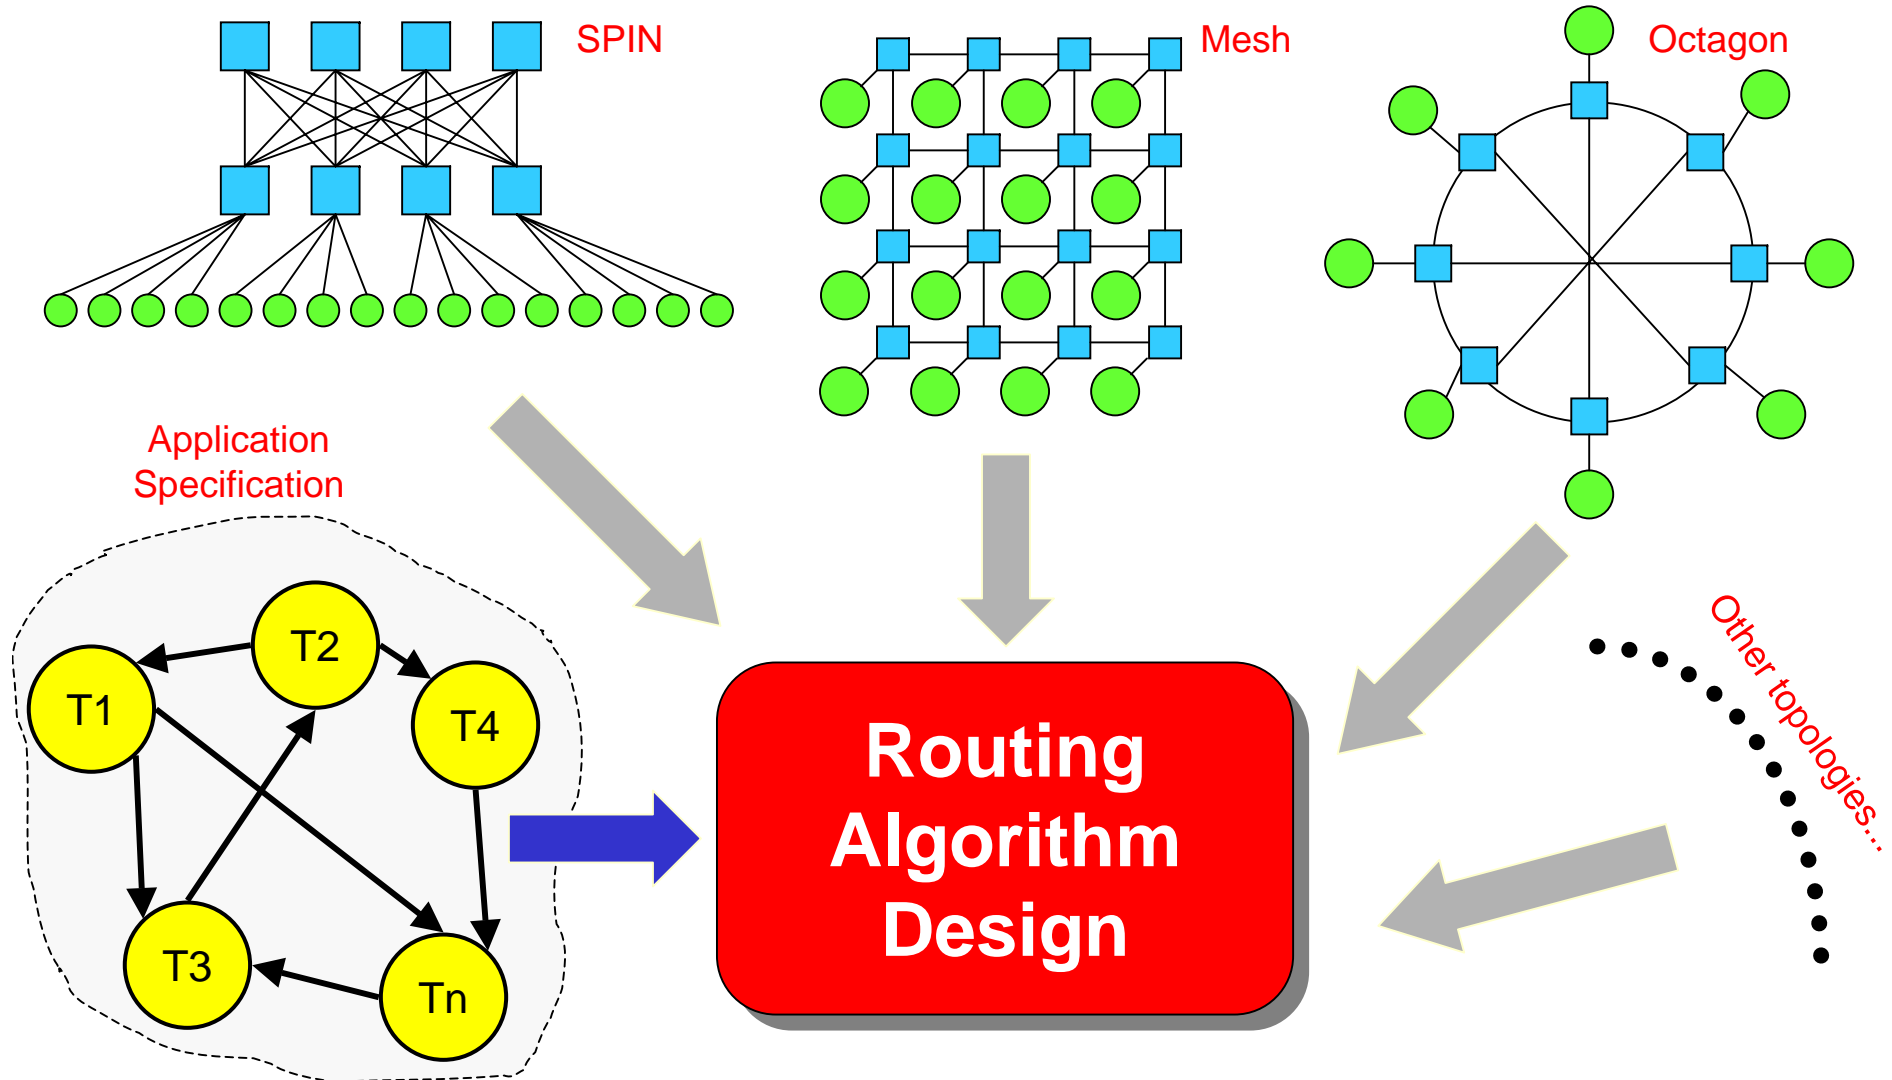 SPIN
Mesh
Octagon
Application
Specification
Other topologies...
T2
T1
T4
T3
Tn
Routing
Algorithm
Design